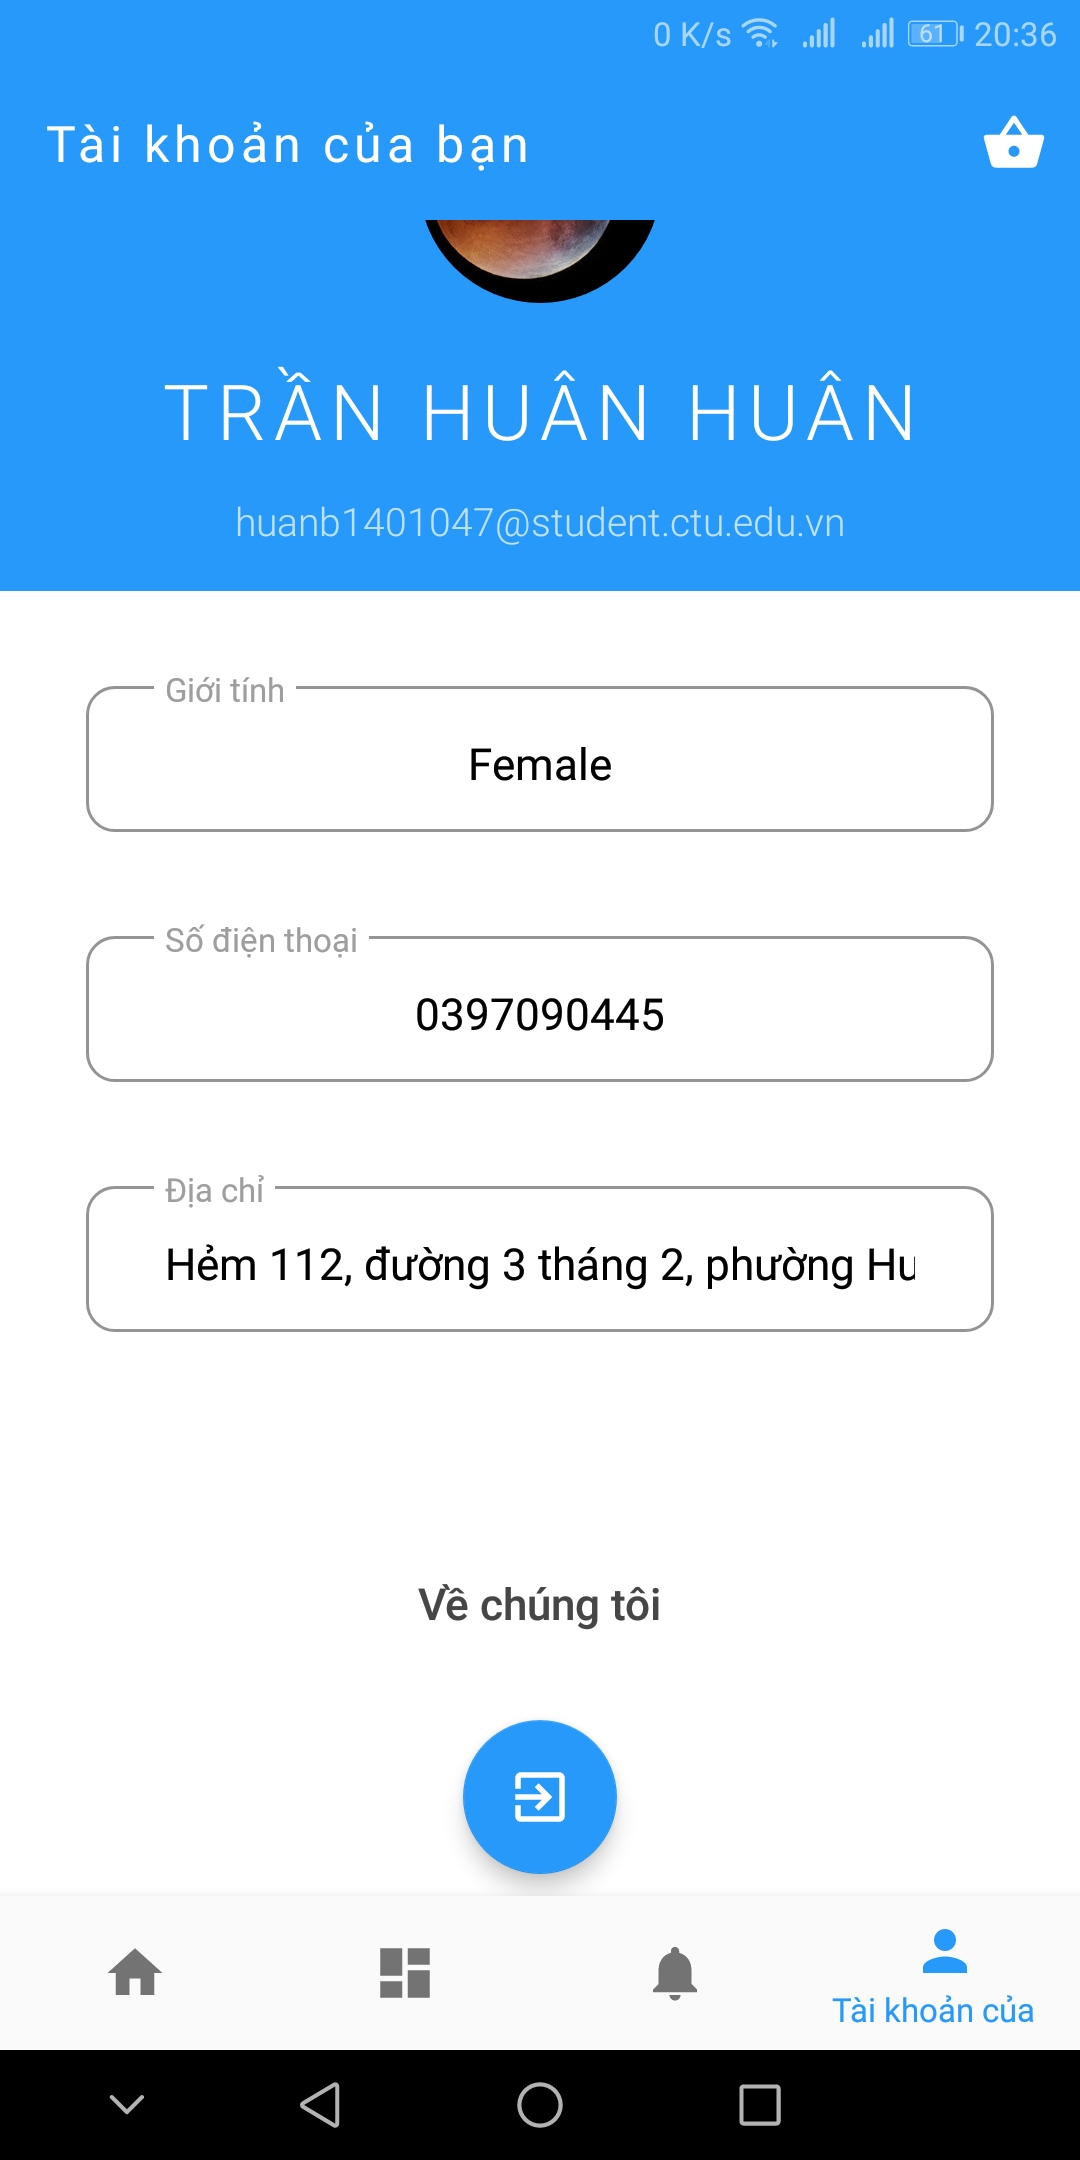 0 K/s 61 20:36
Tài khoản của bạn
TRẦN HUÂN HUÂN
huanb1401047@student.ctu.edu.vn
Giới tính
Female
Số điện thoại
0397090445
Địa chỉ
Hẻm 112, đường 3 tháng 2, phường Hu
Về chúng tôi
Tài khoản của